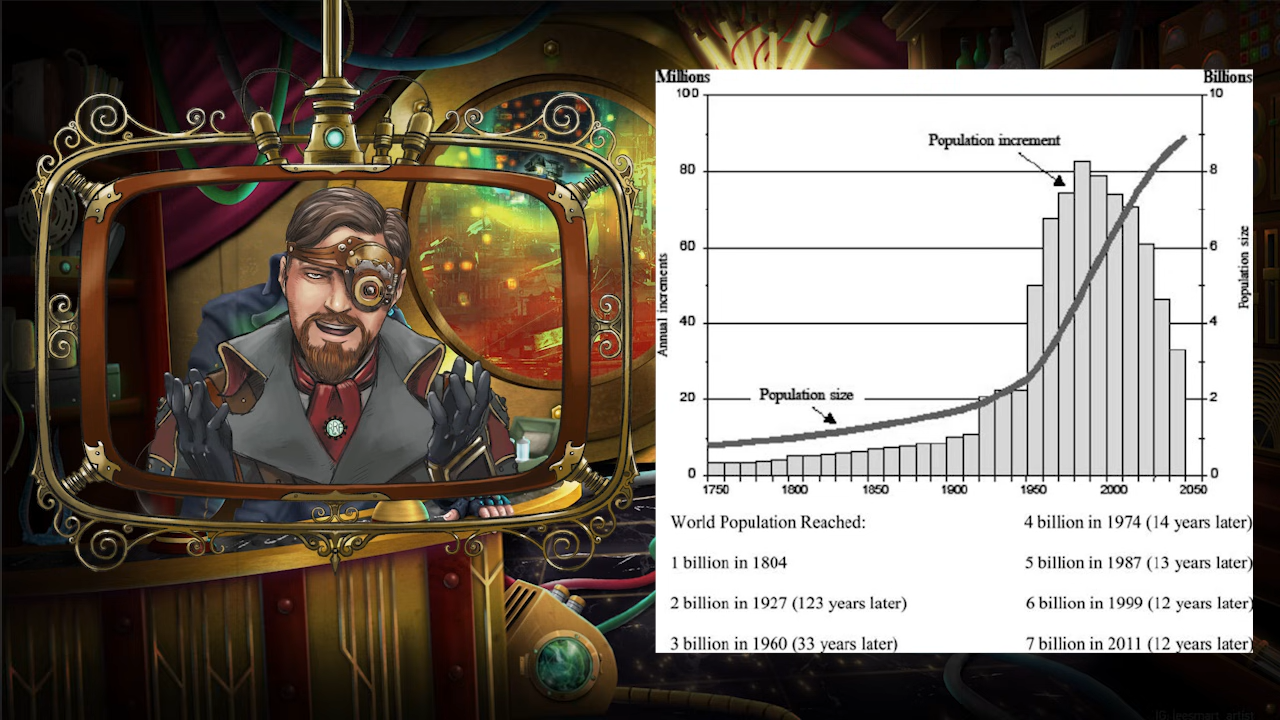 Millions
Billions
100
80
60
40
20
0
10
8
6
4
2
0
Annual increments
Population size
Population increment
Population size
1750
1800
1850
1900
1950
2000
2050
World Population Reached:
1 billion in 1804
2 billion in 1927 (123 years later)
3 billion in 1960 (33 years later)
4 billion in 1974 (14 years later)
5 billion in 1987 (13 years later)
6 billion in 1999 (12 years later)
7 billion in 2011 (12 years later)